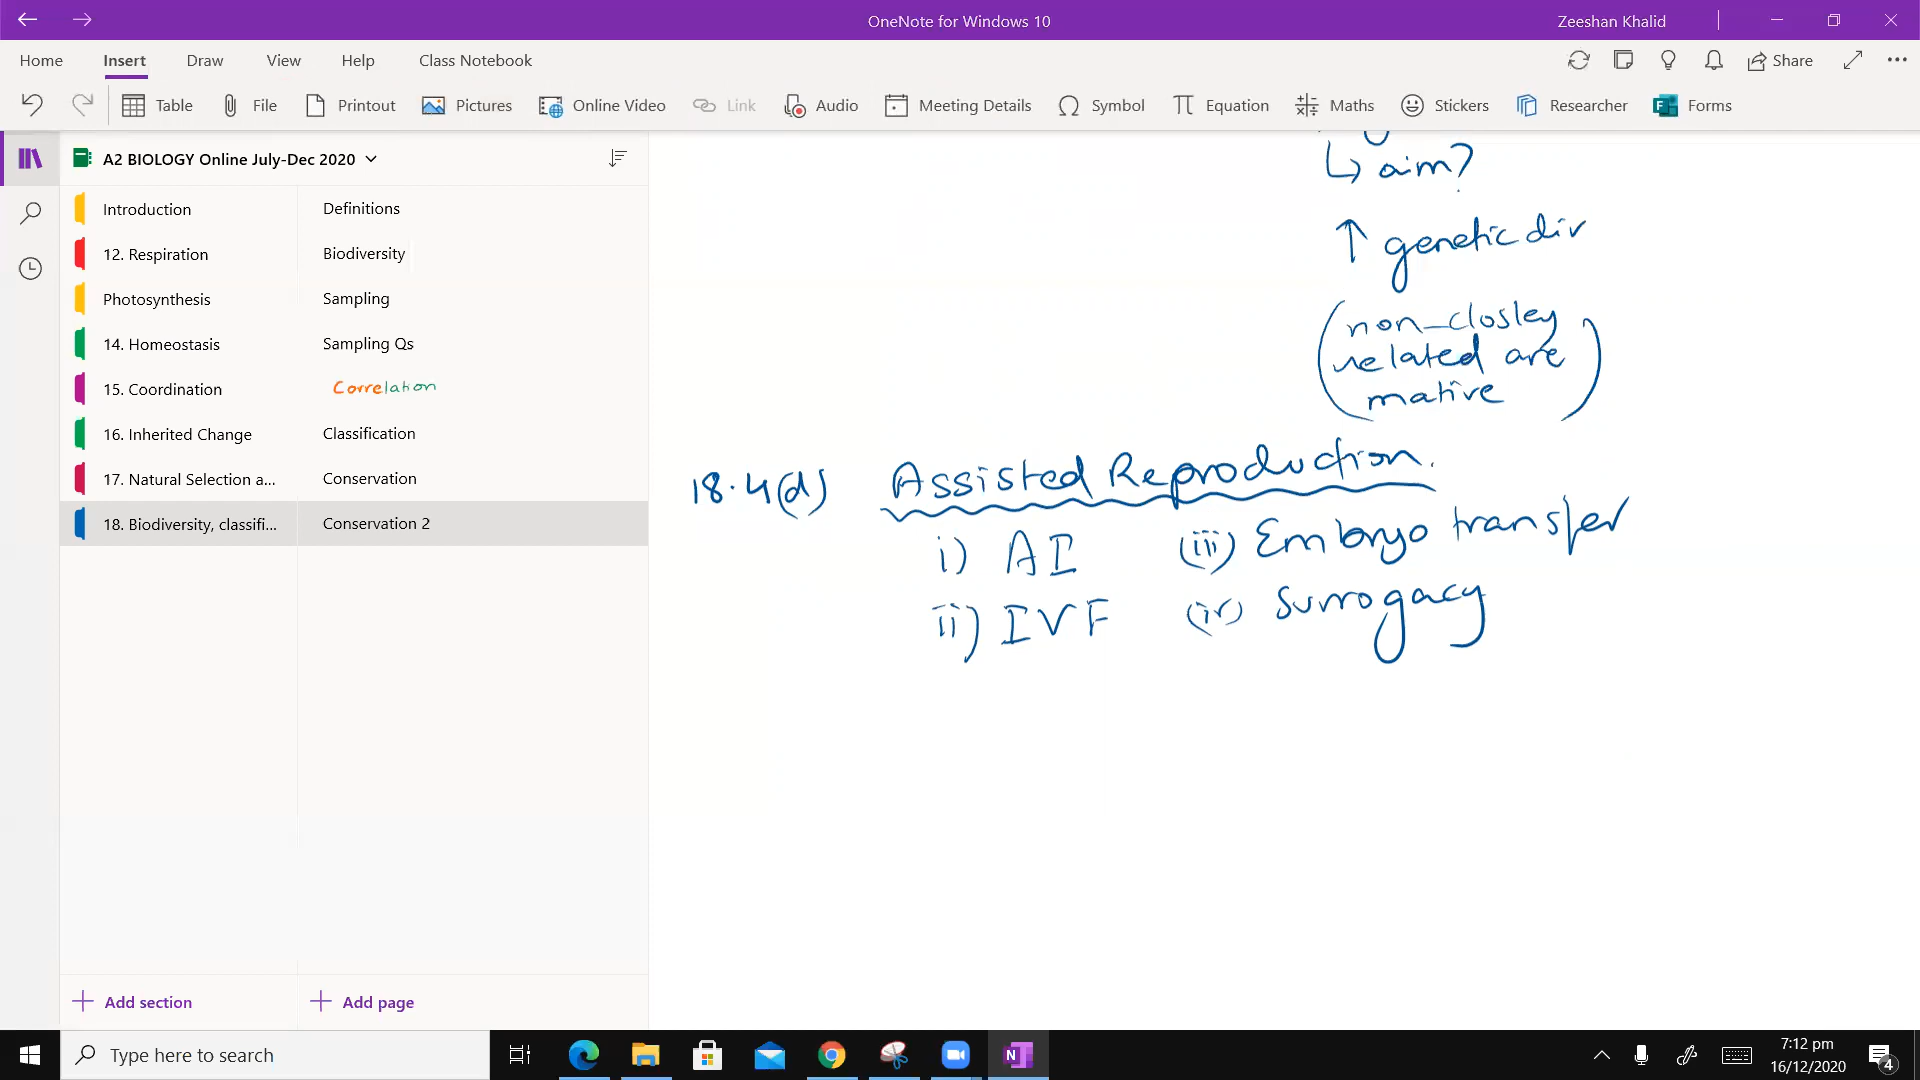 OneNote for Windows 10
Zeeshan Khalid
Home Insert Draw View Help Class Notebook
Share
Table File Printout Pictures Online Video Link Audio Meeting Details Symbol Equation Maths Stickers Researcher Forms
A2 BIOLOGY Online July-Dec 2020
Introduction
12. Respiration
Photosynthesis
14. Homeostasis
15. Coordination
16. Inherited Change
17. Natural Selection a...
18. Biodiversity, classifi...
Add section
Definitions
Biodiversity
Sampling
Sampling Qs
Correlation
Classification
Conservation
Conservation 2
Add page
↳ aim?
↑ genetic div
(non-closley
related are
mative)
18.4(d) Assisted Reproduction.
i) AI (iii) Embryo transfer
ii) IVF (iv) Surrogacy
Type here to search
N
7:12 pm
16/12/2020
4